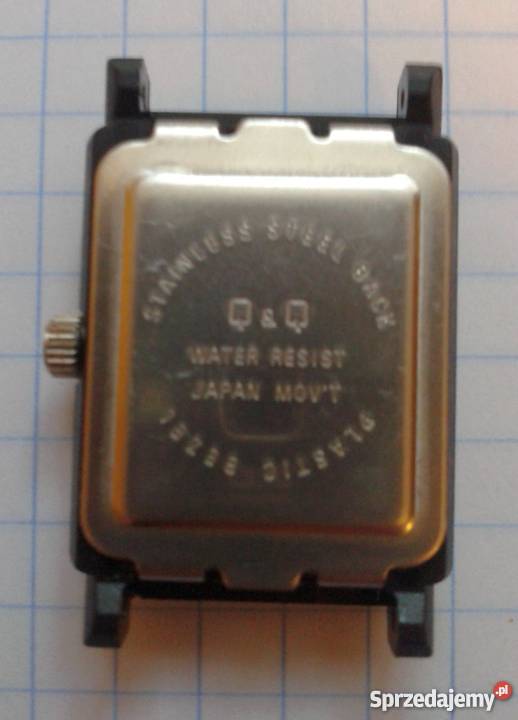 STAINLESS STEEL BACK
Q & Q
WATER RESIST
JAPAN MOV'T
PLASTIC BEZEL
Sprzedajemy.pl